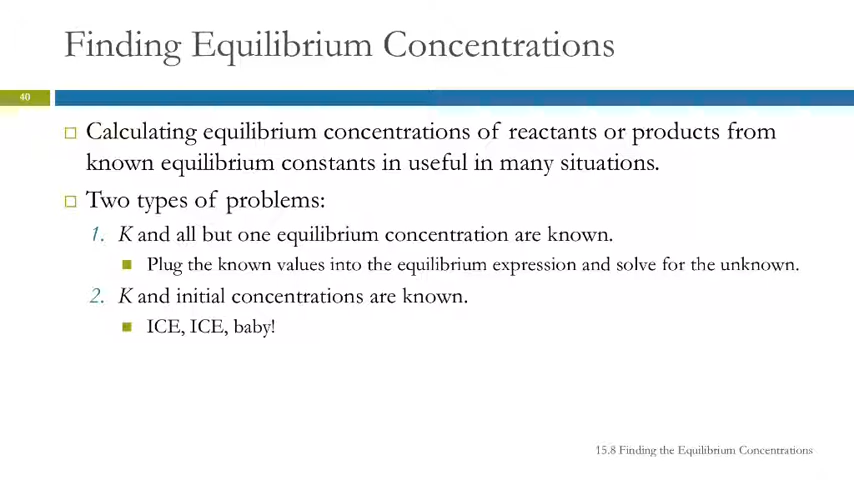 Finding Equilibrium Concentrations
40
Calculating equilibrium concentrations of reactants or products from
known equilibrium constants in useful in many situations.
Two types of problems:
1. K and all but one equilibrium concentration are known.
Plug the known values into the equilibrium expression and solve for the unknown.
2. K and initial concentrations are known.
ICE, ICE, baby!
15.8 Finding the Equilibrium Concentrations